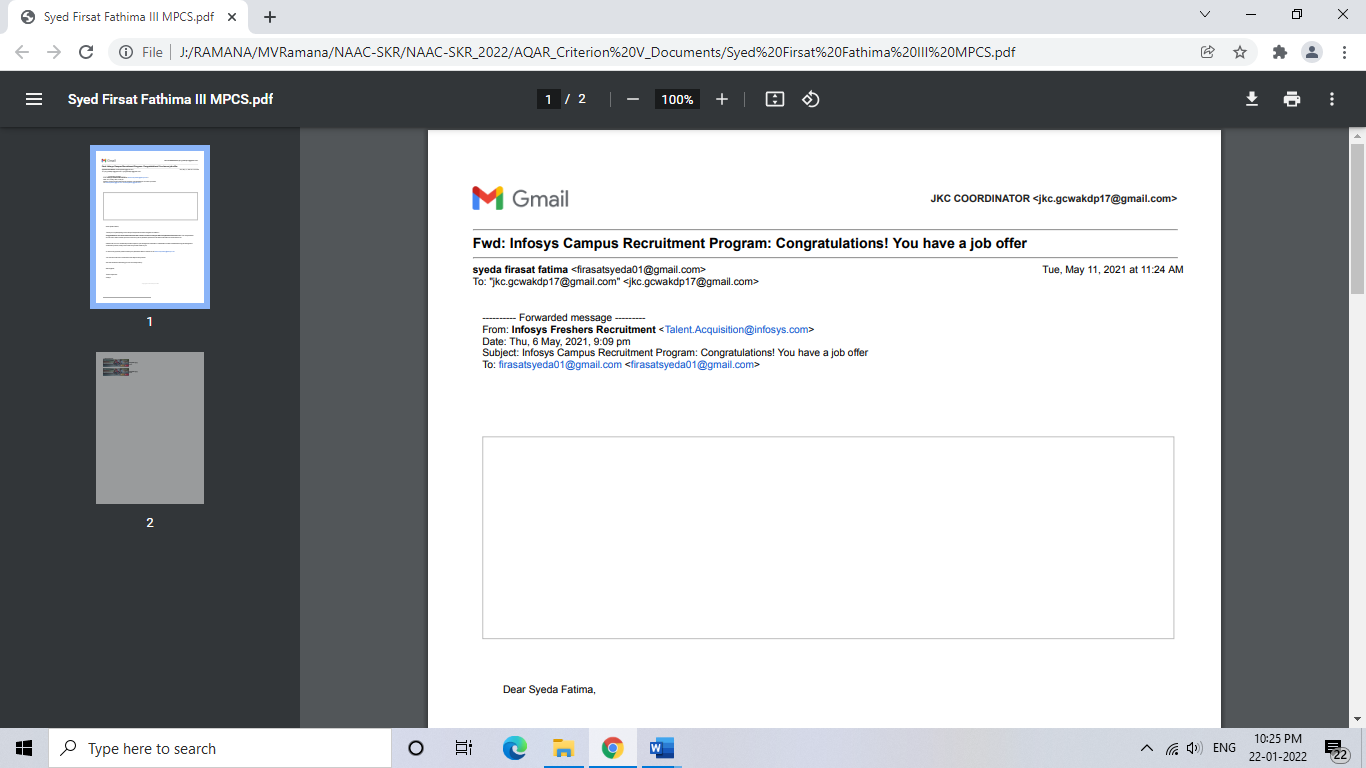 Syed Firsat Fathima III MPCS.pdf
File J:/RAMANA/MVRamana/NAAC-SKR/NAAC-SKR_2022/AQAR_Criterion%20V_Documents/Syed%20Firsat%20Fathima%20III%20MPCS.pdf
Syed Firsat Fathima III MPCS.pdf
1 / 2
100%
1
2
Gmail
JKC COORDINATOR <jkc.gcwakdp17@gmail.com>
Fwd: Infosys Campus Recruitment Program: Congratulations! You have a job offer
syeda firasat fatima <firasatsyeda01@gmail.com> Tue, May 11, 2021 at 11:24 AM
To: "jkc.gcwakdp17@gmail.com" <jkc.gcwakdp17@gmail.com>
---------- Forwarded message ---------
From: Infosys Freshers Recruitment <Talent.Acquisition@infosys.com>
Date: Thu, 6 May, 2021, 9:09 pm
Subject: Infosys Campus Recruitment Program: Congratulations! You have a job offer
To: firasatsyeda01@gmail.com <firasatsyeda01@gmail.com>
Dear Syeda Fatima,
Type here to search
ENG
10:25 PM
22-01-2022
22